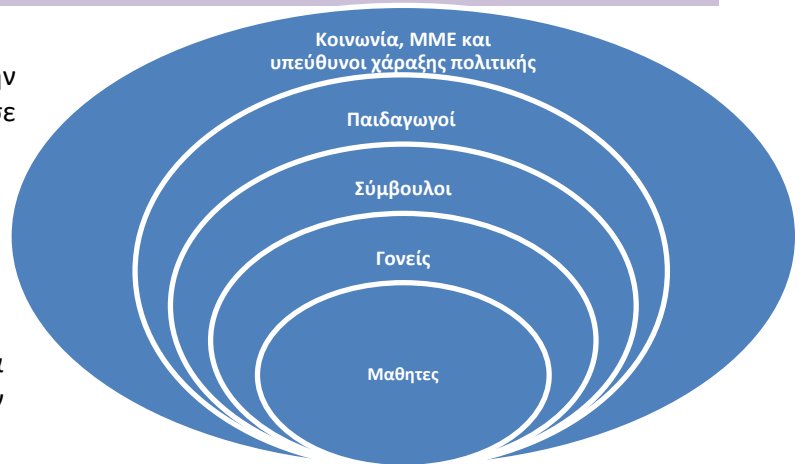 Κοινωνία, ΜΜΕ και
υπεύθυνοι χάραξης πολιτικής
Παιδαγωγοί
Σύμβουλοι
Γονείς
Μαθητες